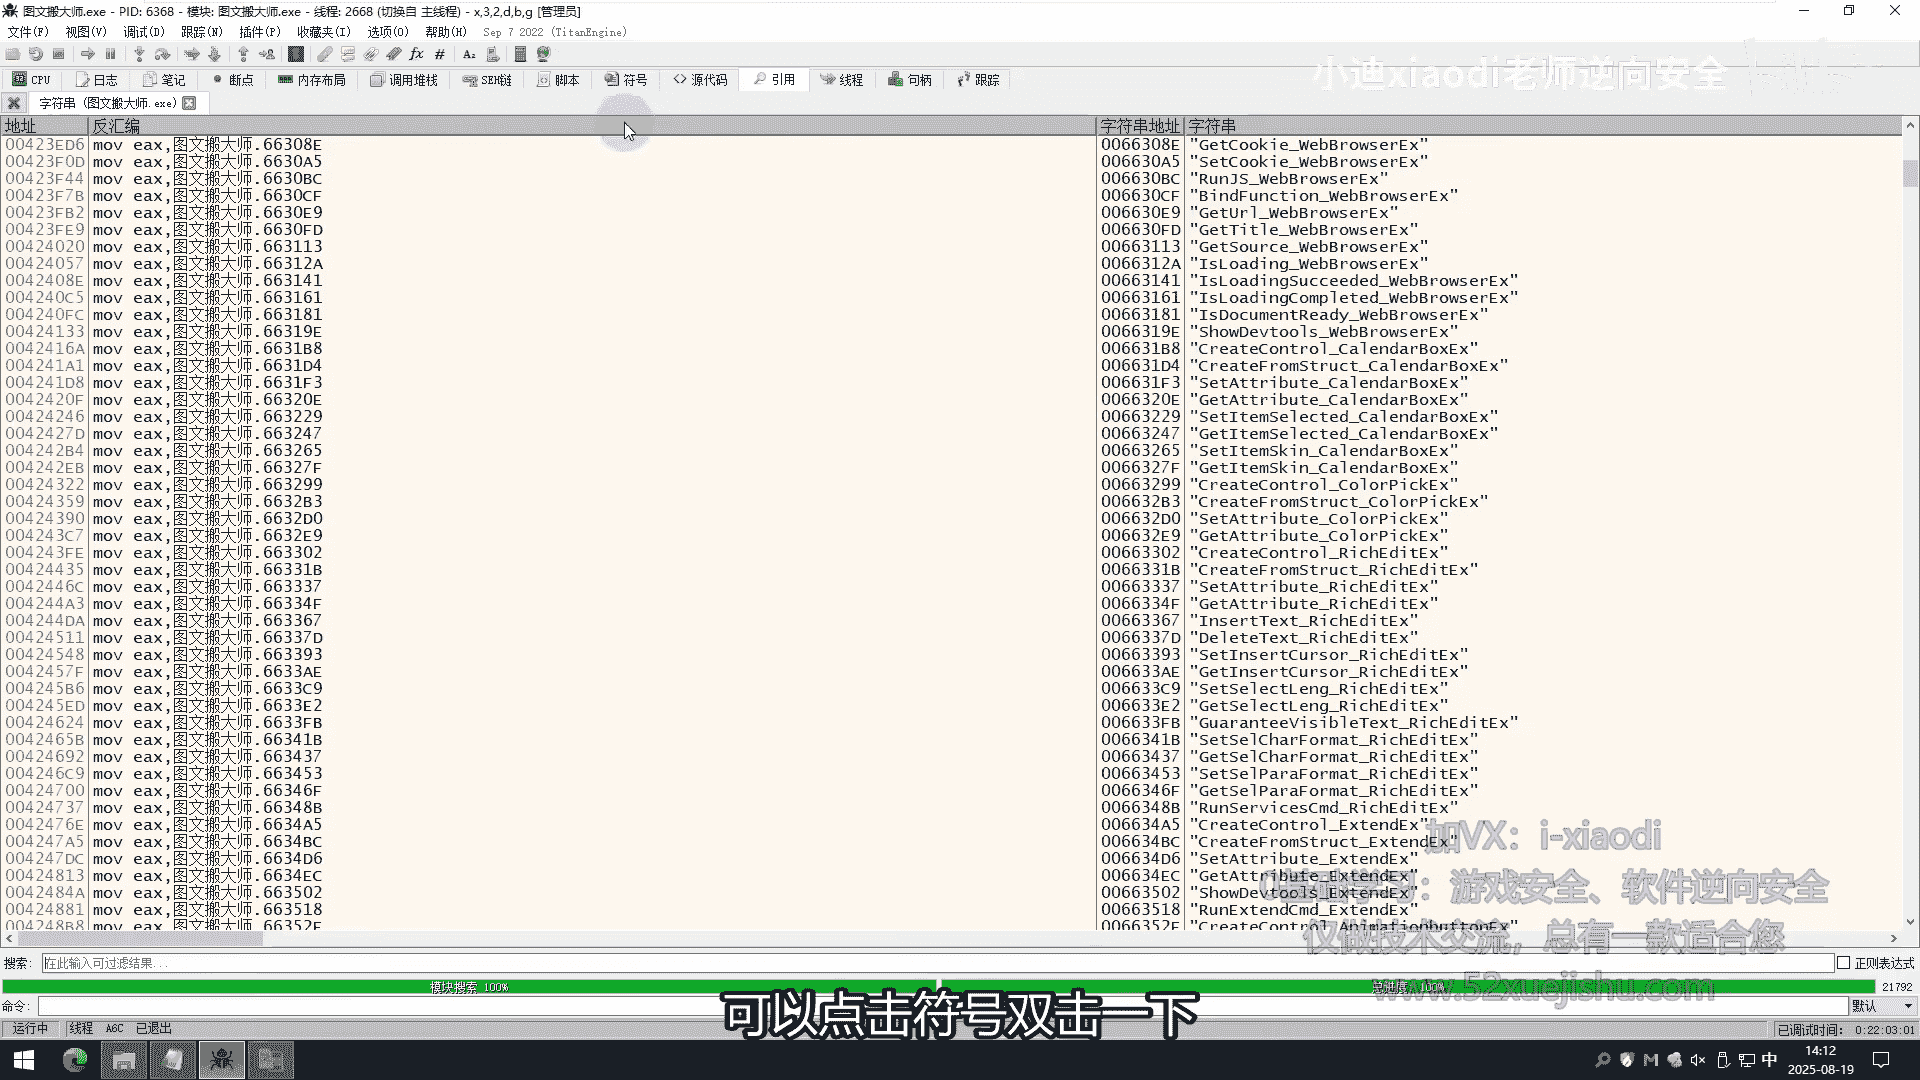 图文搬大师.exe - PID: 6368 - 模块: 图文搬大师.exe - 线程: 2668 (切换自 主线程) - x,3,2,d,b,g [管理员]
文件(F) 视图(V) 调试(D) 跟踪(N) 插件(P) 收藏夹(I) 选项(O) 帮助(H) Sep 7 2022 (TitanEngine)
小迪xiaodi老师逆向安全
CPU 日志 笔记 断点 内存布局 调用堆栈 SEH链 脚本 符号 源代码 引用 线程 句柄 跟踪
字符串 (图文搬大师.exe)
地址 反汇编 字符串地址 字符串
00423ED6 mov eax,图文搬大师.66308E 0066308E "GetCookie_WebBrowserEx"
00423F0D mov eax,图文搬大师.6630A5 006630A5 "SetCookie_WebBrowserEx"
00423F44 mov eax,图文搬大师.6630BC 006630BC "RunJS_WebBrowserEx"
00423F7B mov eax,图文搬大师.6630CF 006630CF "BindFunction_WebBrowserEx"
00423FB2 mov eax,图文搬大师.6630E9 006630E9 "GetUrl_WebBrowserEx"
00423FE9 mov eax,图文搬大师.6630FD 006630FD "GetTitle_WebBrowserEx"
00424020 mov eax,图文搬大师.663113 00663113 "GetSource_WebBrowserEx"
00424057 mov eax,图文搬大师.66312A 0066312A "IsLoading_WebBrowserEx"
0042408E mov eax,图文搬大师.663141 00663141 "IsLoadingSucceeded_WebBrowserEx"
004240C5 mov eax,图文搬大师.663161 00663161 "IsLoadingCompleted_WebBrowserEx"
004240FC mov eax,图文搬大师.663181 00663181 "IsDocumentReady_WebBrowserEx"
00424133 mov eax,图文搬大师.66319E 0066319E "ShowDevtools_WebBrowserEx"
0042416A mov eax,图文搬大师.6631B8 006631B8 "CreateControl_CalendarBoxEx"
004241A1 mov eax,图文搬大师.6631D4 006631D4 "CreateFromStruct_CalendarBoxEx"
004241D8 mov eax,图文搬大师.6631F3 006631F3 "SetAttribute_CalendarBoxEx"
0042420F mov eax,图文搬大师.66320E 0066320E "GetAttribute_CalendarBoxEx"
00424246 mov eax,图文搬大师.663229 00663229 "SetItemSelected_CalendarBoxEx"
0042427D mov eax,图文搬大师.663247 00663247 "GetItemSelected_CalendarBoxEx"
004242B4 mov eax,图文搬大师.663265 00663265 "SetItemSkin_CalendarBoxEx"
004242EB mov eax,图文搬大师.66327F 0066327F "GetItemSkin_CalendarBoxEx"
00424322 mov eax,图文搬大师.663299 00663299 "CreateControl_ColorPickEx"
00424359 mov eax,图文搬大师.6632B3 006632B3 "CreateFromStruct_ColorPickEx"
00424390 mov eax,图文搬大师.6632D0 006632D0 "SetAttribute_ColorPickEx"
004243C7 mov eax,图文搬大师.6632E9 006632E9 "GetAttribute_ColorPickEx"
004243FE mov eax,图文搬大师.663302 00663302 "CreateControl_RichEditEx"
00424435 mov eax,图文搬大师.66331B 0066331B "CreateFromStruct_RichEditEx"
0042446C mov eax,图文搬大师.663337 00663337 "SetAttribute_RichEditEx"
004244A3 mov eax,图文搬大师.66334F 0066334F "GetAttribute_RichEditEx"
004244DA mov eax,图文搬大师.663367 00663367 "InsertText_RichEditEx"
00424511 mov eax,图文搬大师.66337D 0066337D "DeleteText_RichEditEx"
00424548 mov eax,图文搬大师.663393 00663393 "SetInsertCursor_RichEditEx"
0042457F mov eax,图文搬大师.6633AE 006633AE "GetInsertCursor_RichEditEx"
004245B6 mov eax,图文搬大师.6633C9 006633C9 "SetSelectLeng_RichEditEx"
004245ED mov eax,图文搬大师.6633E2 006633E2 "GetSelectLeng_RichEditEx"
00424624 mov eax,图文搬大师.6633FB 006633FB "GuaranteeVisibleText_RichEditEx"
0042465B mov eax,图文搬大师.66341B 0066341B "SetSelCharFormat_RichEditEx"
00424692 mov eax,图文搬大师.663437 00663437 "GetSelCharFormat_RichEditEx"
004246C9 mov eax,图文搬大师.663453 00663453 "SetSelParaFormat_RichEditEx"
00424700 mov eax,图文搬大师.66346F 0066346F "GetSelParaFormat_RichEditEx"
00424737 mov eax,图文搬大师.66348B 0066348B "RunServicesCmd_RichEditEx"
0042476E mov eax,图文搬大师.6634A5 006634A5 "CreateControl_ExtendEx"
004247A5 mov eax,图文搬大师.6634BC 006634BC "CreateFromStruct_ExtendEx"
004247DC mov eax,图文搬大师.6634D6 006634D6 "SetAttribute_ExtendEx"
00424813 mov eax,图文搬大师.6634EC 006634EC "GetAttribute_ExtendEx"
0042484A mov eax,图文搬大师.663502 00663502 "ShowDevtools_ExtendEx"
00424881 mov eax,图文搬大师.663518 00663518 "RunExtendCmd_ExtendEx"
004248B8 mov eax,图文搬大师.66352E 0066352E "CreateControl_AnimationbuttonEx"
加VX: i-xiaodi
游戏安全、软件逆向安全
仅做技术交流, 总有一款适合您
www.52xuejishu.com
搜索: 在此输入可过滤结果... 正则表达式
模块搜索 100% 总进度 100% 21792
命令: 默认
可以点击符号双击一下
运行中 线程 A6C 已退出 已调试时间: 0:22:03:01
中 14:12
2025-08-19